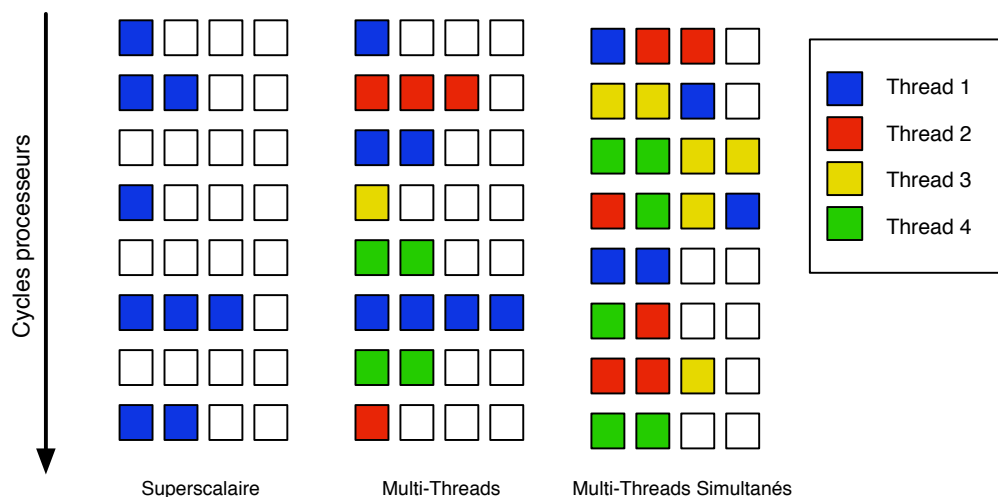 Cycles processeurs
Thread 1
Thread 2
Thread 3
Thread 4
Superscalaire
Multi-Threads
Multi-Threads Simultanés